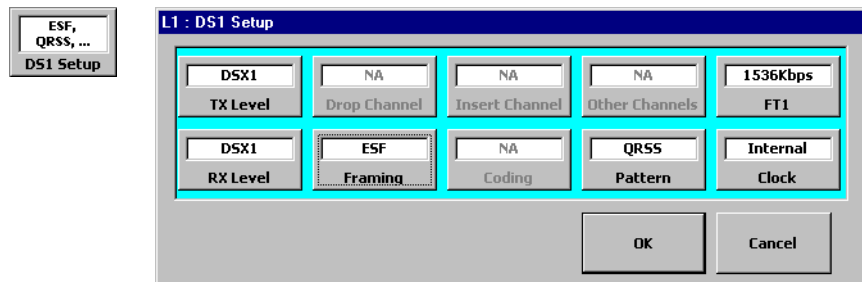 ESF,
QRSS, ...
DS1 Setup
L1 : DS1 Setup
DSX1 NA NA NA 1536Kbps
TX Level Drop Channel Insert Channel Other Channels FT1
DSX1 ESF NA QRSS Internal
RX Level Framing Coding Pattern Clock
OK Cancel